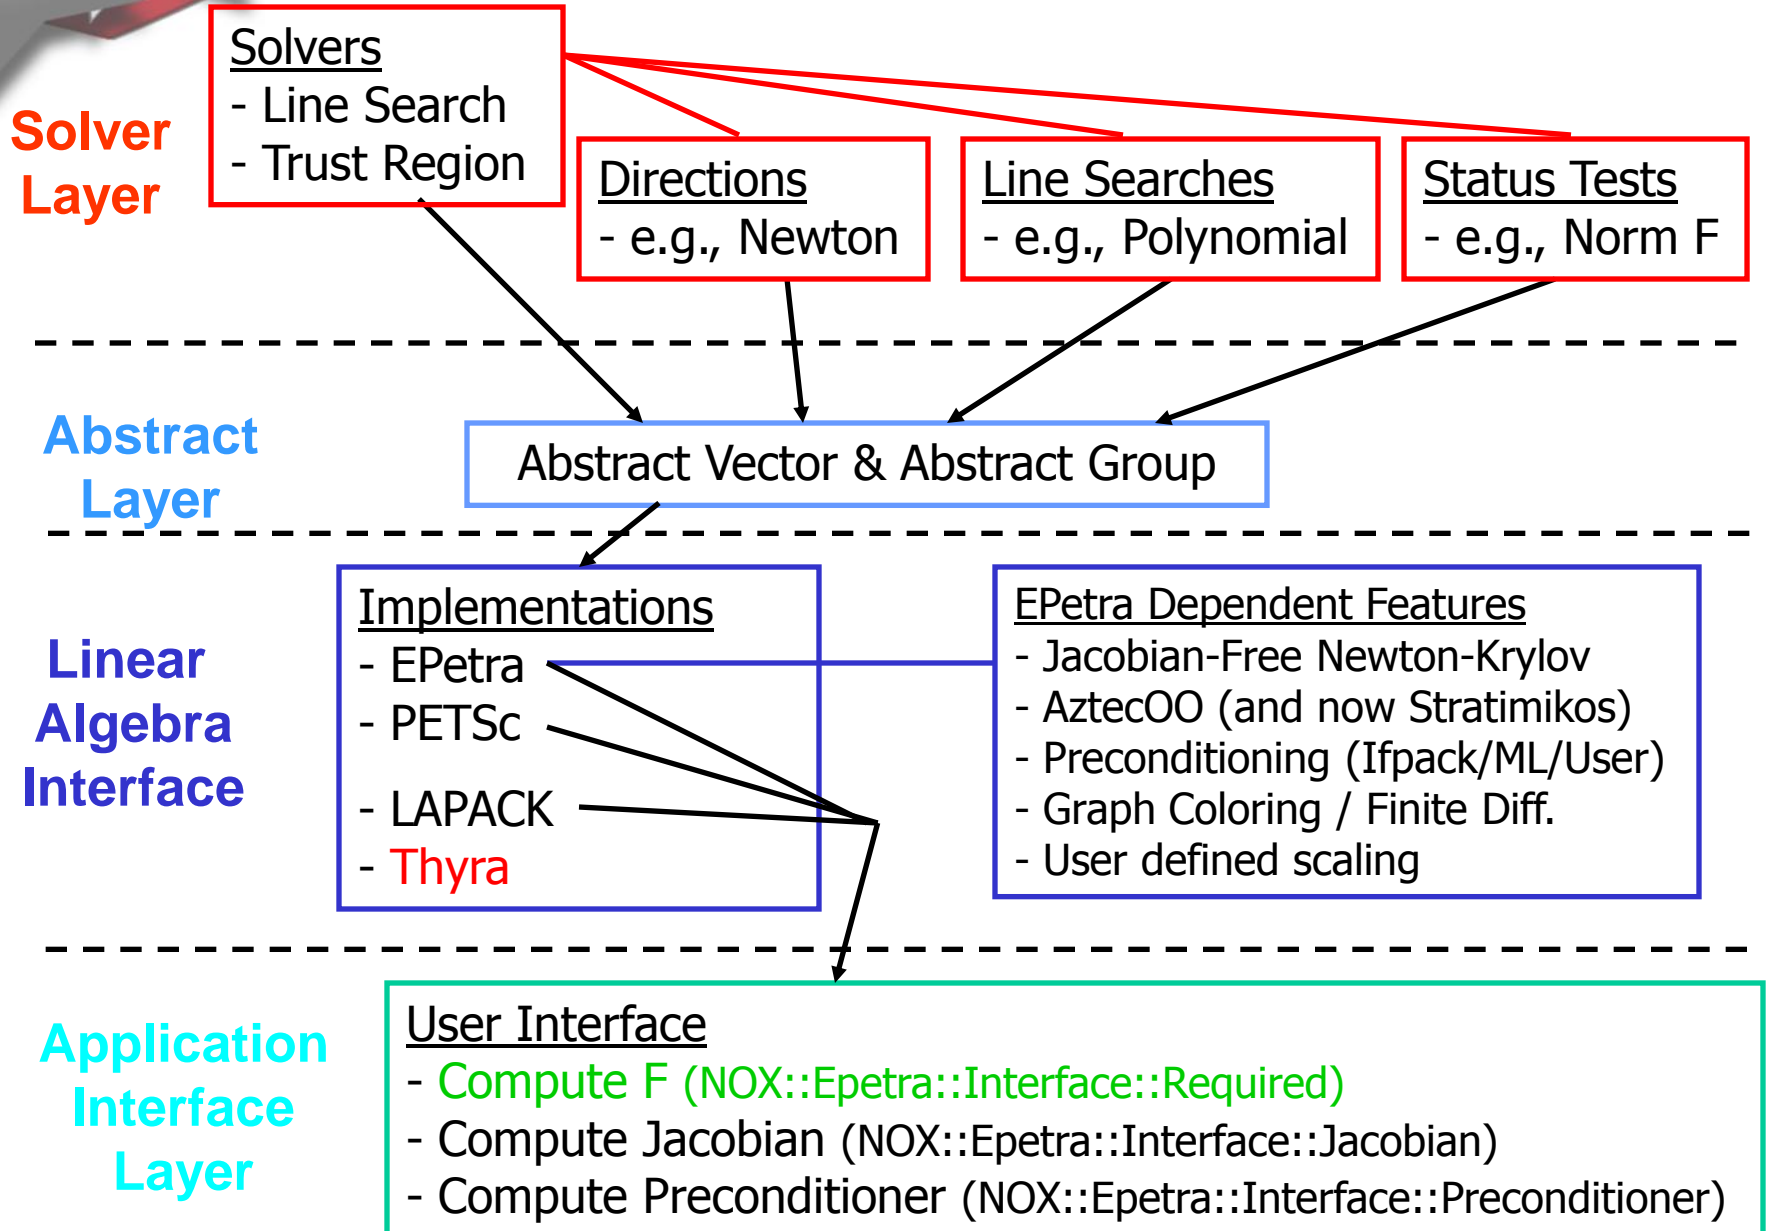 Solver
Layer
Solvers
- Line Search
- Trust Region
Directions
- e.g., Newton
Line Searches
- e.g., Polynomial
Status Tests
- e.g., Norm F
Abstract
Layer
Abstract Vector & Abstract Group
Linear
Algebra
Interface
Implementations
- EPetra
- PETSc
- LAPACK
- Thyra
EPetra Dependent Features
- Jacobian-Free Newton-Krylov
- AztecOO (and now Stratimikos)
- Preconditioning (Ifpack/ML/User)
- Graph Coloring / Finite Diff.
- User defined scaling
Application
Interface
Layer
User Interface
- Compute F (NOX::Epetra::Interface::Required)
- Compute Jacobian (NOX::Epetra::Interface::Jacobian)
- Compute Preconditioner (NOX::Epetra::Interface::Preconditioner)